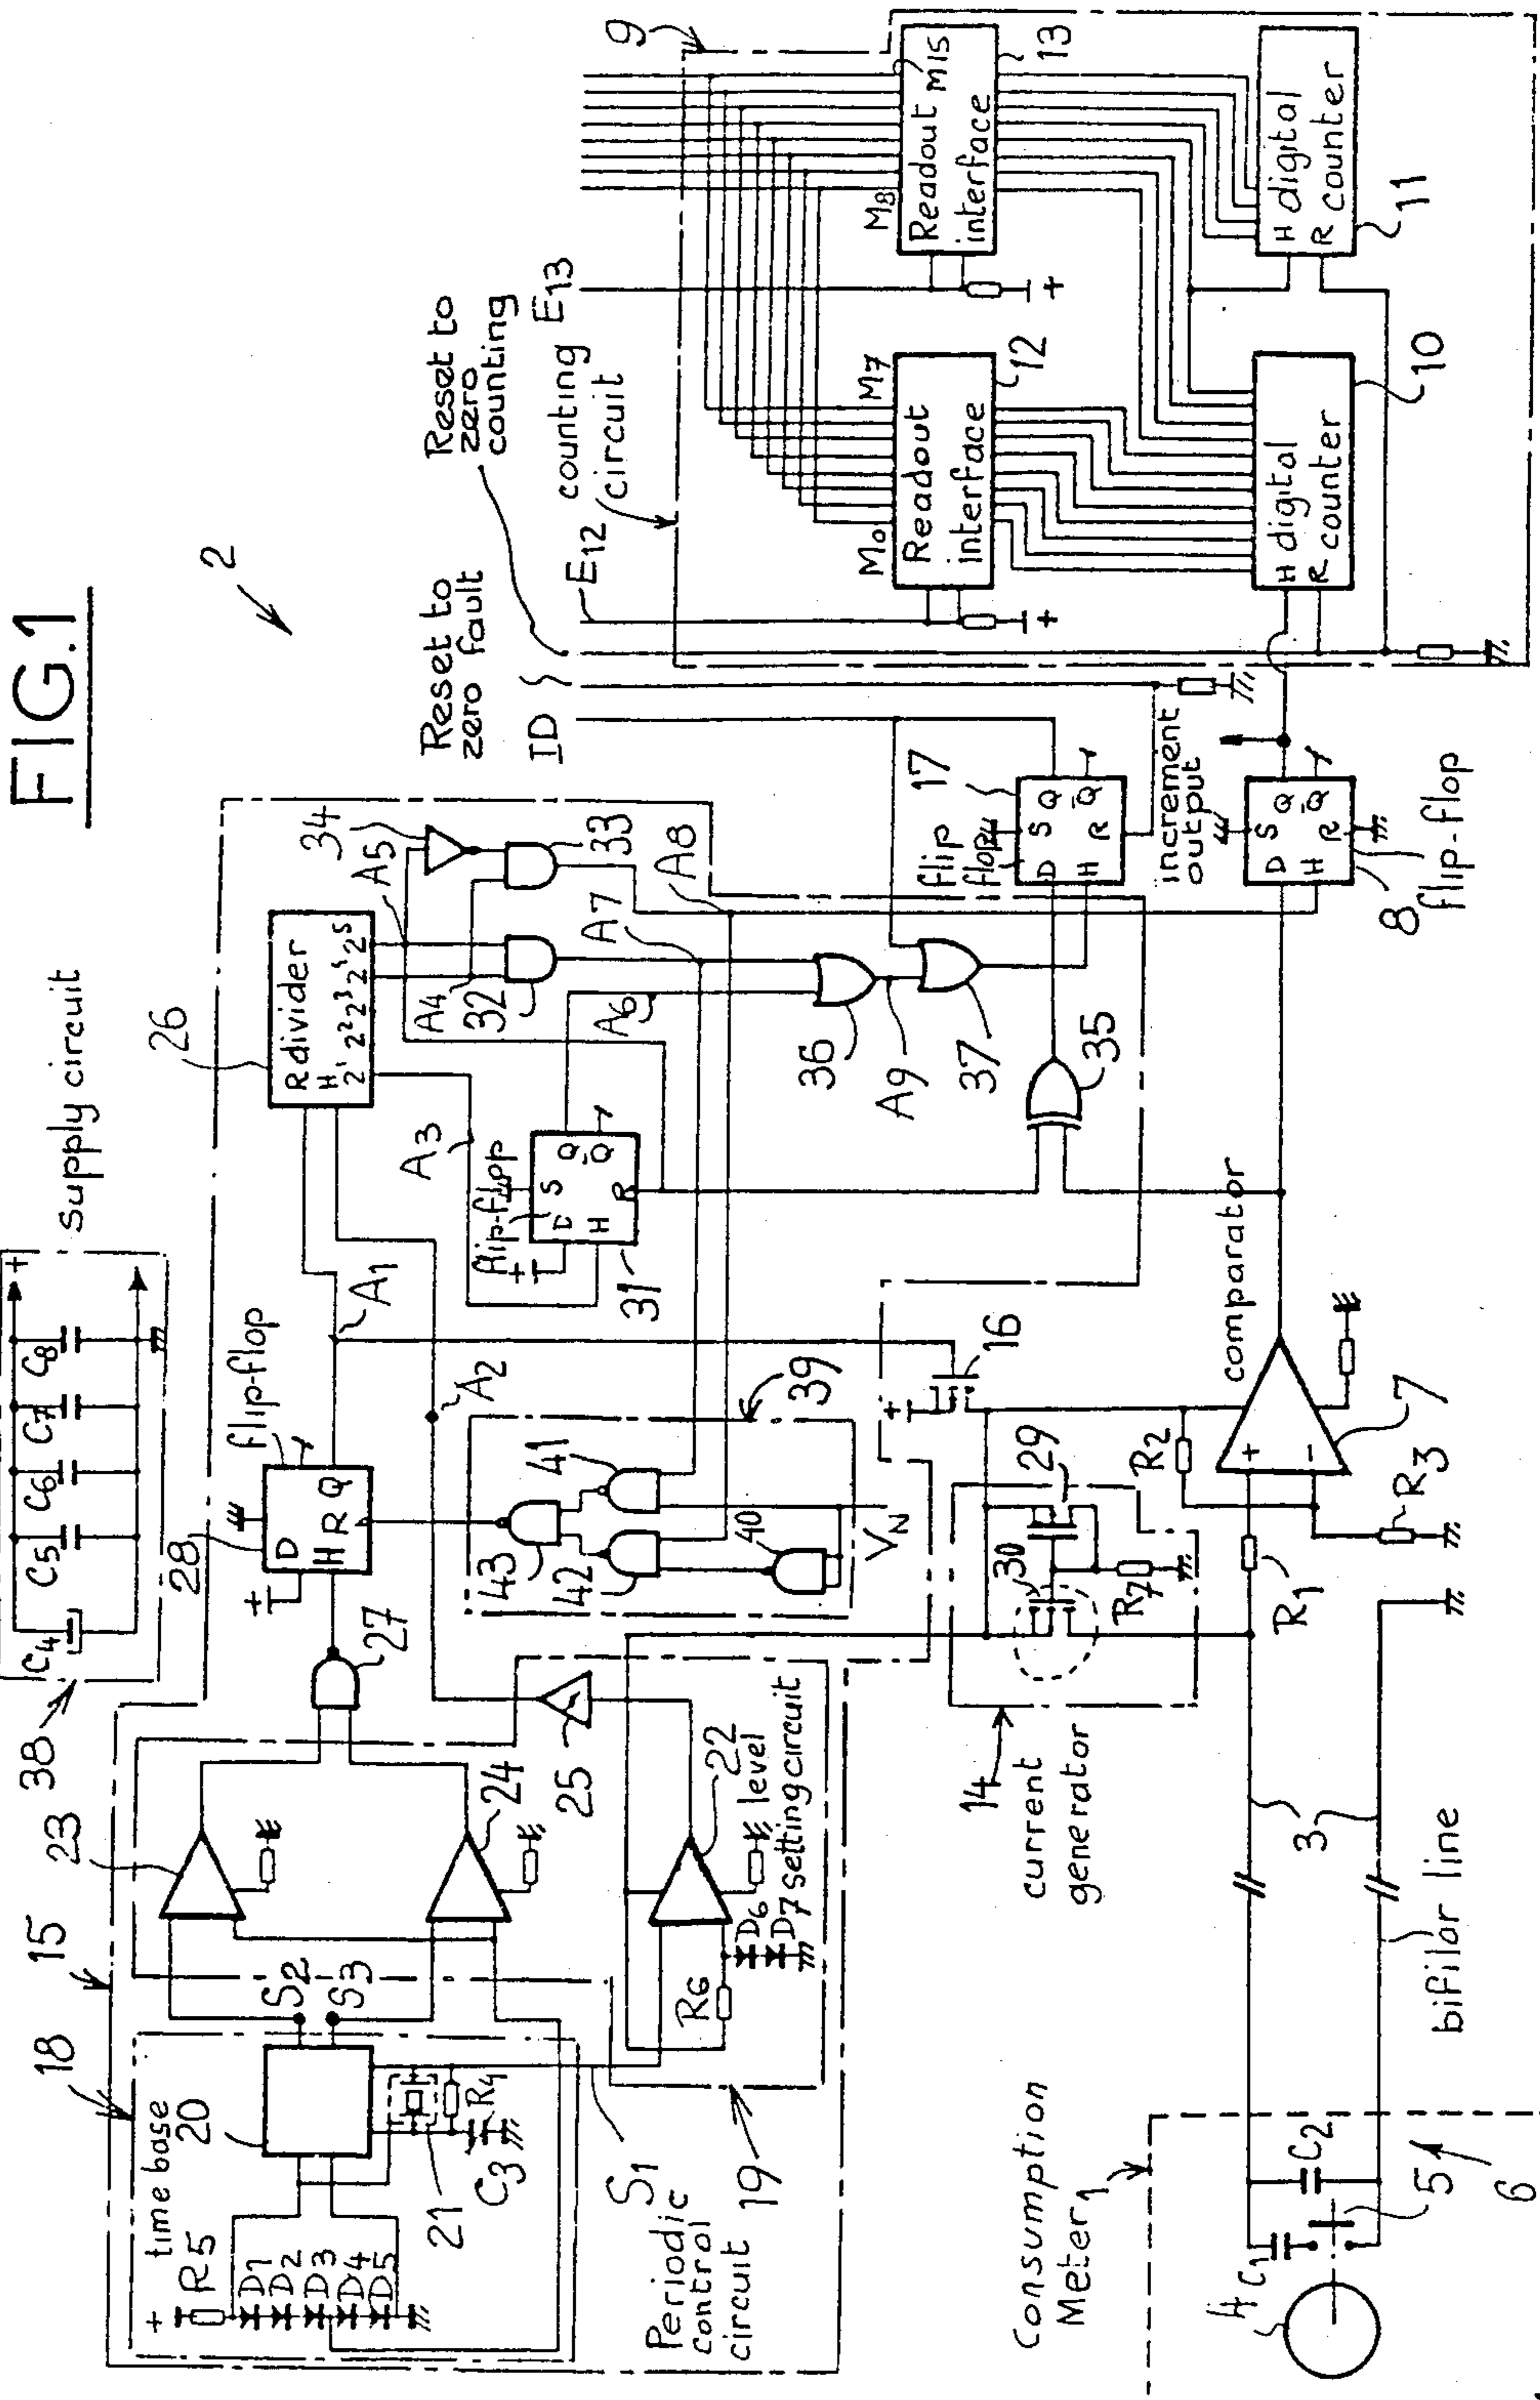 FIG.1
2
38
C4
C5
C6
C7
C8
+
supply circuit
15
18
time base
20
+
R5
D1
D2
D3
D4
D5
21
C3
R4
S1
S2
S3
23
24
25
22
level
setting circuit
D6
D7
R6
19
Periodic
control
circuit
27
28
flip-flop
D
H
R
Q
+
A1
A2
26
R divider
H
2¹ 2² 2³ 2⁴ 2⁵
A3
A4
A5
34
33
32
A6
A7
A8
flip-flop
D
S
H
Q
Q̄
R
+
31
39
41
43
42
40
VN
36
A9
37
35
16
+
14
current
generator
30
29
R7
R1
R2
R3
comparator
+
-
7
3
bifilar line
Consumption
Meter 1
4
C1
C2
5
6
flip
flop
17
D
S
H
Q
Q̄
R
increment
output
D
S
H
Q
Q̄
R
8
flip-flop
ID
Reset to
zero fault
Reset to
zero
counting
E12
E13
counting
circuit
9
M0
M7
Readout
interface
12
+
M8
M15
Readout
interface
13
+
H digital
R counter
10
H digital
R counter
11